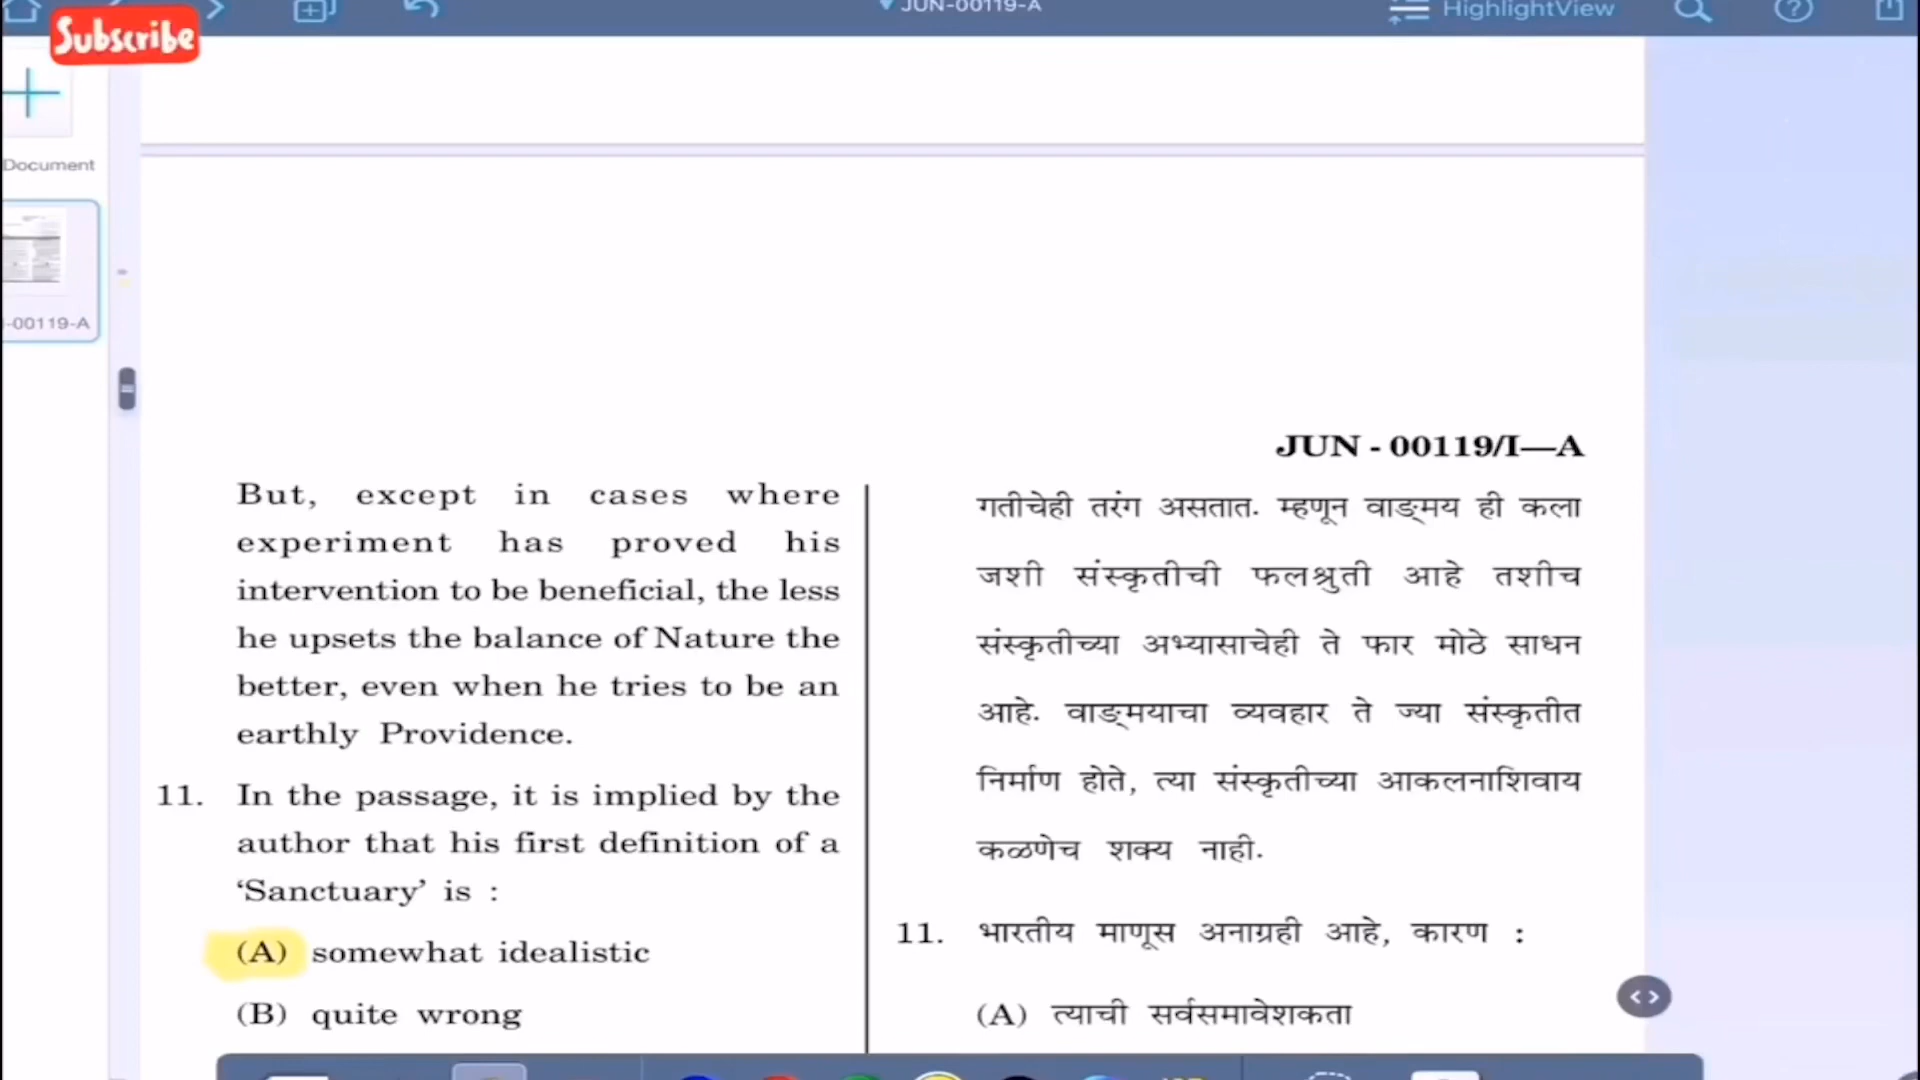 JUN-00119-A
HighlightView
Subscribe
Document
-00119-A
JUN - 00119/I—A
But, except in cases where
experiment has proved his
intervention to be beneficial, the less
he upsets the balance of Nature the
better, even when he tries to be an
earthly Providence.
11. In the passage, it is implied by the
author that his first definition of a
‘Sanctuary’ is :
(A) somewhat idealistic
(B) quite wrong
गतीचेही तरंग असतात. म्हणून वाङ्‌मय ही कला
जशी संस्कृतीची फलश्रुती आहे तशीच
संस्कृतीच्या अभ्यासाचेही ते फार मोठे साधन
आहे. वाङ्‌मयाचा व्यवहार ते ज्या संस्कृतीत
निर्माण होते, त्या संस्कृतीच्या आकलनाशिवाय
कळणेच शक्य नाही.
11. भारतीय माणूस अनाग्रही आहे, कारण :
(A) त्याची सर्वसमावेशकता